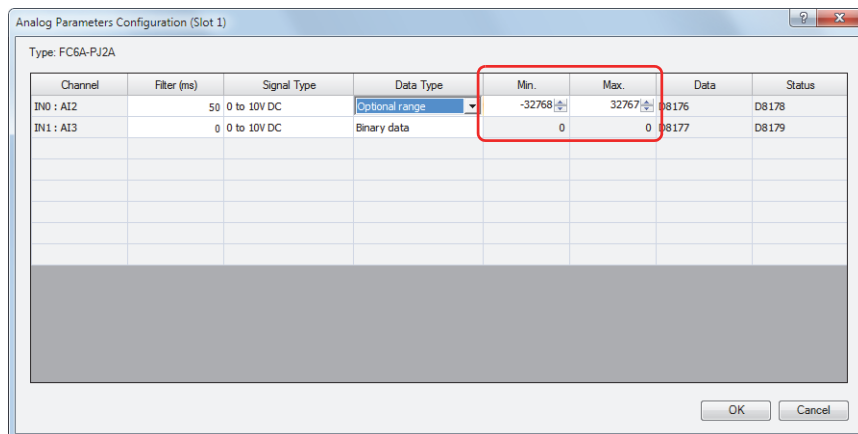 Analog Parameters Configuration (Slot 1)
Type: FC6A-PJ2A
Channel Filter (ms) Signal Type Data Type Min. Max. Data Status
IN0 : AI2 50 0 to 10V DC Optional range -32768 32767 D8176 D8178
IN1 : AI3 0 0 to 10V DC Binary data 0 0 D8177 D8179
OK Cancel